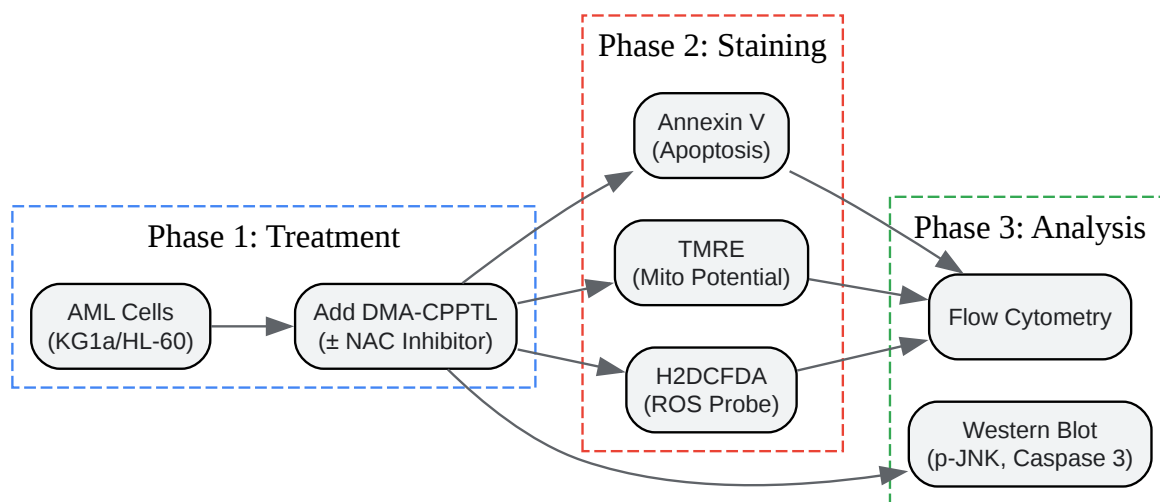 Phase 1: Treatment
AML Cells
(KG1a/HL-60)
Add DMA-CPPTL
(± NAC Inhibitor)
Phase 2: Staining
Annexin V
(Apoptosis)
TMRE
(Mito Potential)
H2DCFDA
(ROS Probe)
Phase 3: Analysis
Flow Cytometry
Western Blot
(p-JNK, Caspase 3)